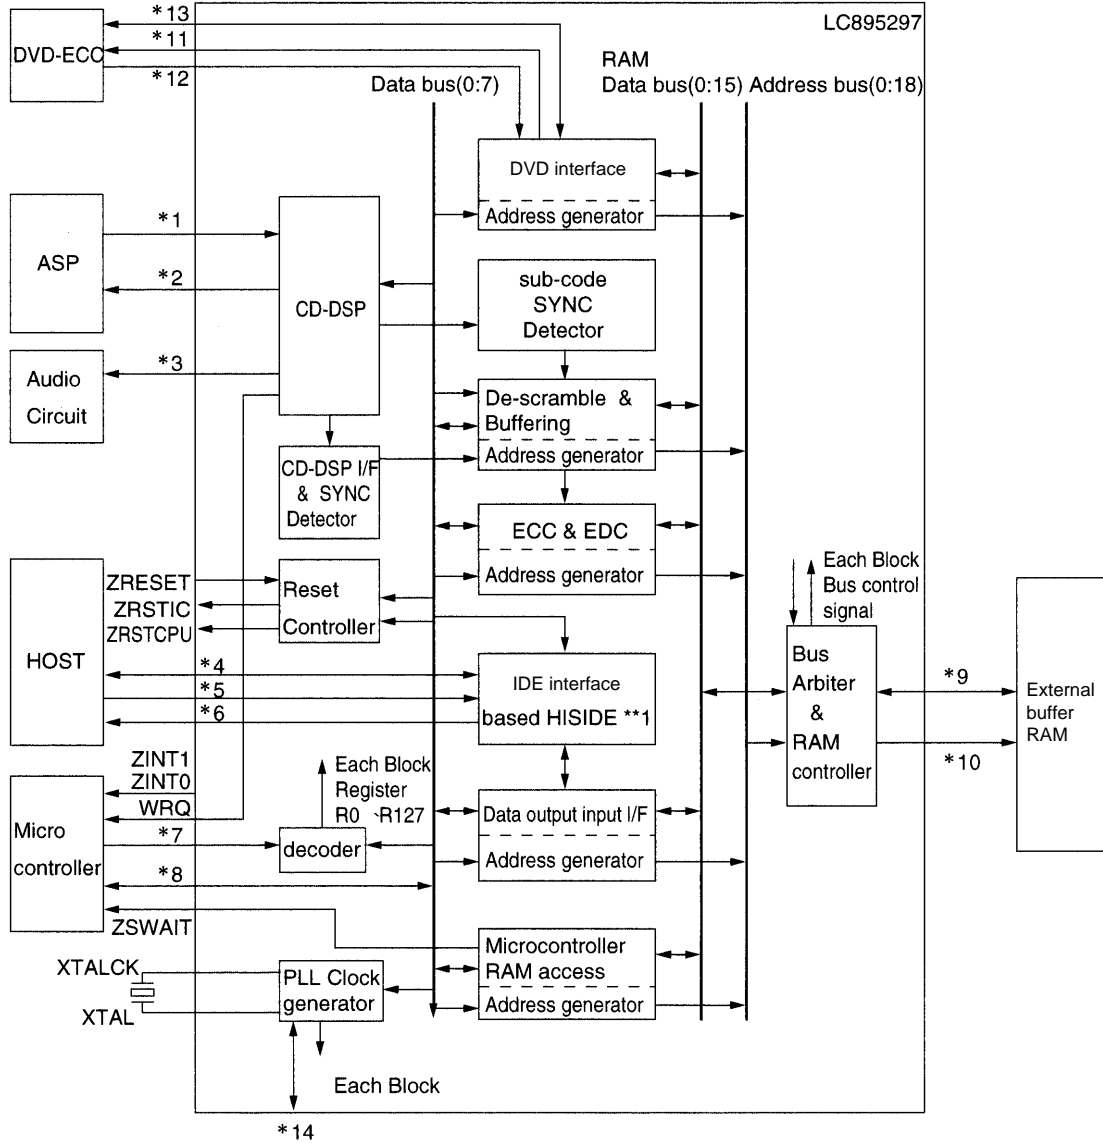 *13
LC895297
*11
DVD-ECC
*12
RAM
Data bus(0:7)
Data bus(0:15) Address bus(0:18)
DVD interface
Address generator
*1
ASP
*2
CD-DSP
sub-code
SYNC
Detector
*3
Audio
Circuit
De-scramble &
Buffering
Address generator
CD-DSP I/F
& SYNC
Detector
ECC & EDC
Address generator
ZRESET
ZRSTIC
ZRSTCPU
Reset
Controller
Each Block
Bus control
signal
HOST
*4
*5
*6
IDE interface
based HISIDE **1
Bus
Arbiter
&
RAM
controller
*9
*10
External
buffer
RAM
ZINT1
ZINT0
WRQ
Each Block
Register
R0 ~R127
Micro
controller
*7
decoder
*8
ZSWAIT
Data output input I/F
Address generator
Microcontroller
RAM access
Address generator
XTALCK
XTAL
PLL Clock
generator
Each Block
*14